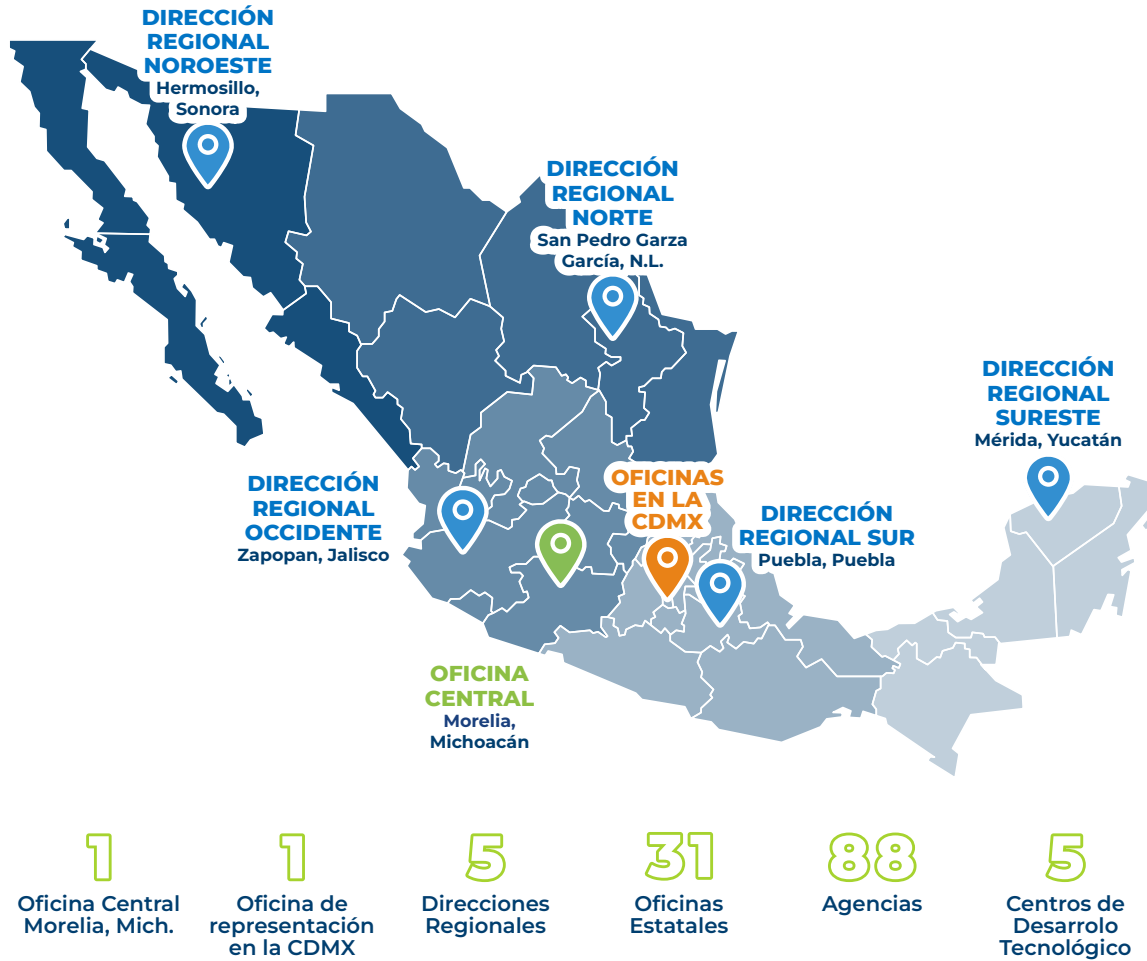 DIRECCIÓN
REGIONAL
NOROESTE
Hermosillo,
Sonora
DIRECCIÓN
REGIONAL
NORTE
San Pedro Garza
García, N.L.
DIRECCIÓN
REGIONAL
SURESTE
Mérida, Yucatán
DIRECCIÓN
REGIONAL
OCCIDENTE
Zapopan, Jalisco
OFICINAS
EN LA
CDMX
DIRECCIÓN
REGIONAL SUR
Puebla, Puebla
OFICINA
CENTRAL
Morelia,
Michoacán
1
Oficina Central
Morelia, Mich.
1
Oficina de
representación
en la CDMX
5
Direcciones
Regionales
31
Oficinas
Estatales
88
Agencias
5
Centros de
Desarrolo
Tecnológico